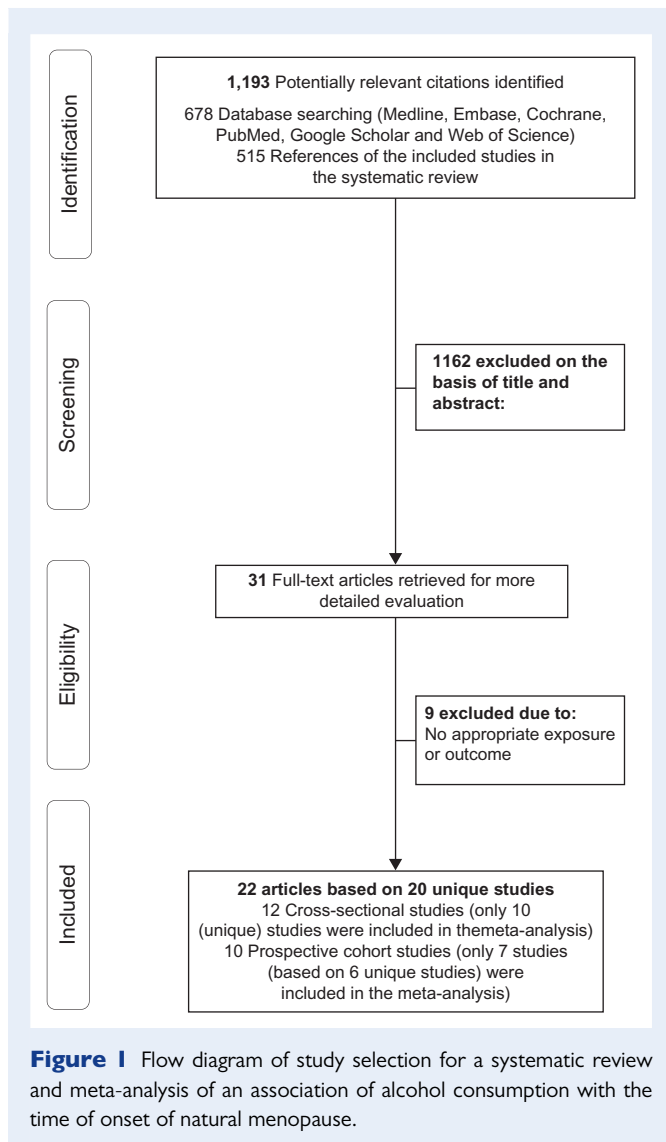 Identification
1,193 Potentially relevant citations identified
678 Database searching (Medline, Embase, Cochrane,
PubMed, Google Scholar and Web of Science)
515 References of the included studies in
the systematic review
Screening
1162 excluded on the
basis of title and
abstract:
Eligibility
31 Full-text articles retrieved for more
detailed evaluation
9 excluded due to:
No appropriate exposure
or outcome
Included
22 articles based on 20 unique studies
12 Cross-sectional studies (only 10
(unique) studies were included in themeta-analysis)
10 Prospective cohort studies (only 7 studies
(based on 6 unique studies) were
included in the meta-analysis)
Figure 1 Flow diagram of study selection for a systematic review
and meta-analysis of an association of alcohol consumption with the
time of onset of natural menopause.